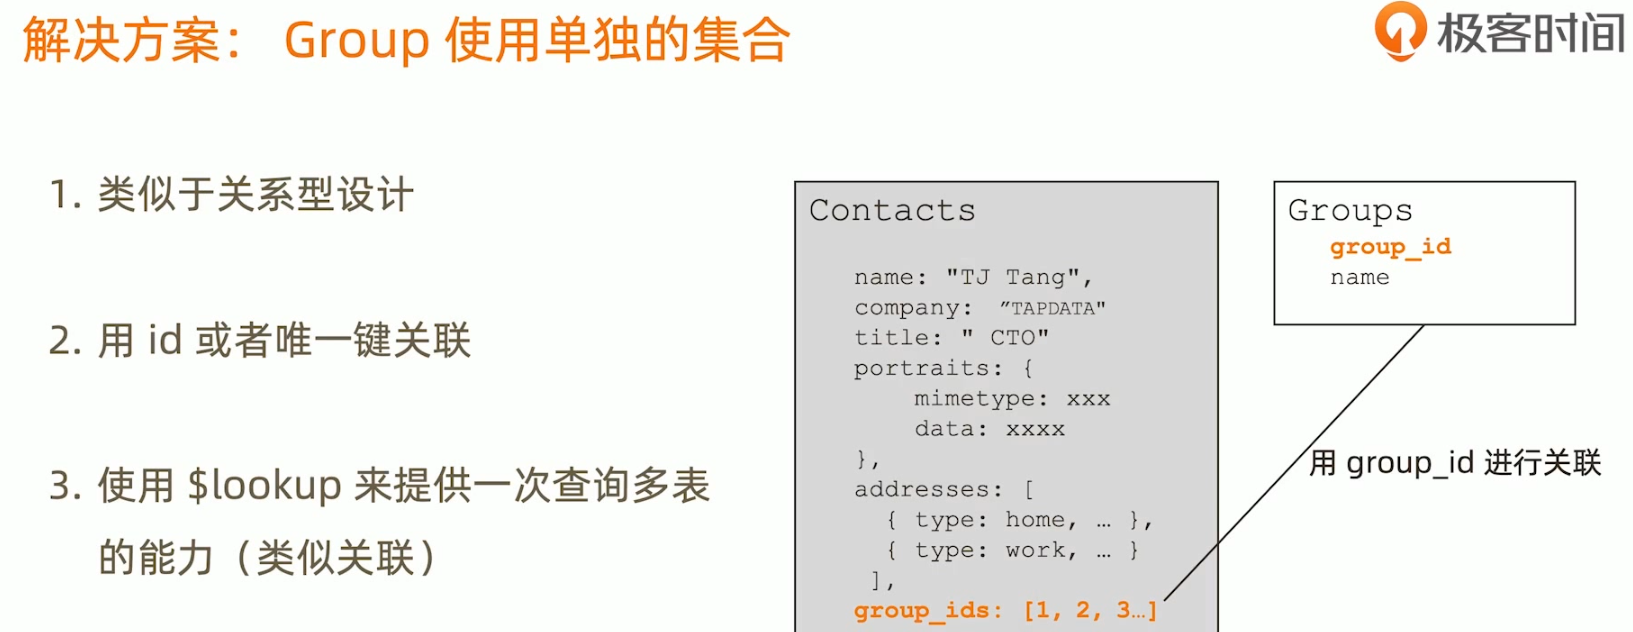 解决方案： Group 使用单独的集合
极客时间
1. 类似于关系型设计
2. 用 id 或者唯一键关联
3. 使用 $lookup 来提供一次查询多表
的能力（类似关联）
Contacts
name: "TJ Tang",
company: ”TAPDATA"
title: " CTO"
portraits: {
mimetype: xxx
data: xxxx
},
addresses: [
{ type: home, … },
{ type: work, … }
],
group_ids: [1, 2, 3…]
Groups
group_id
name
用 group_id 进行关联